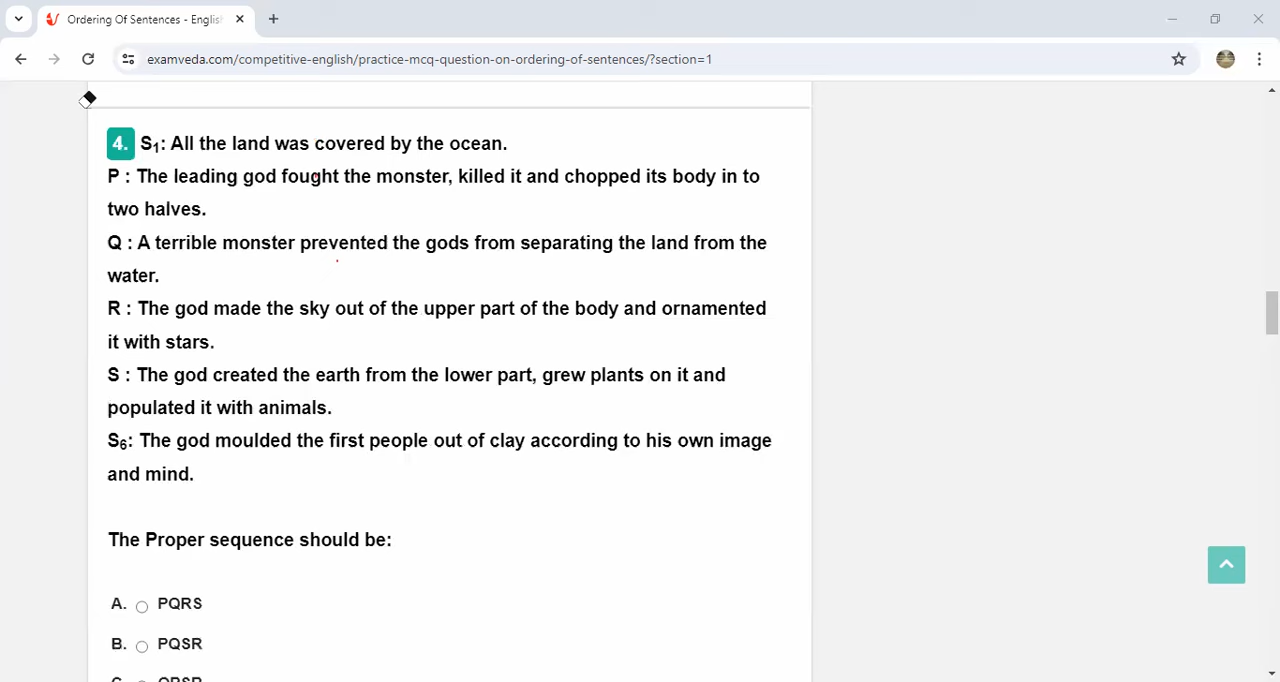 Ordering Of Sentences - Englis
examveda.com/competitive-english/practice-mcq-question-on-ordering-of-sentences/?section=1
4. S1: All the land was covered by the ocean.
P : The leading god fought the monster, killed it and chopped its body in to
two halves.
Q : A terrible monster prevented the gods from separating the land from the
water.
R : The god made the sky out of the upper part of the body and ornamented
it with stars.
S : The god created the earth from the lower part, grew plants on it and
populated it with animals.
S6: The god moulded the first people out of clay according to his own image
and mind.
The Proper sequence should be:
A. PQRS
B. PQSR